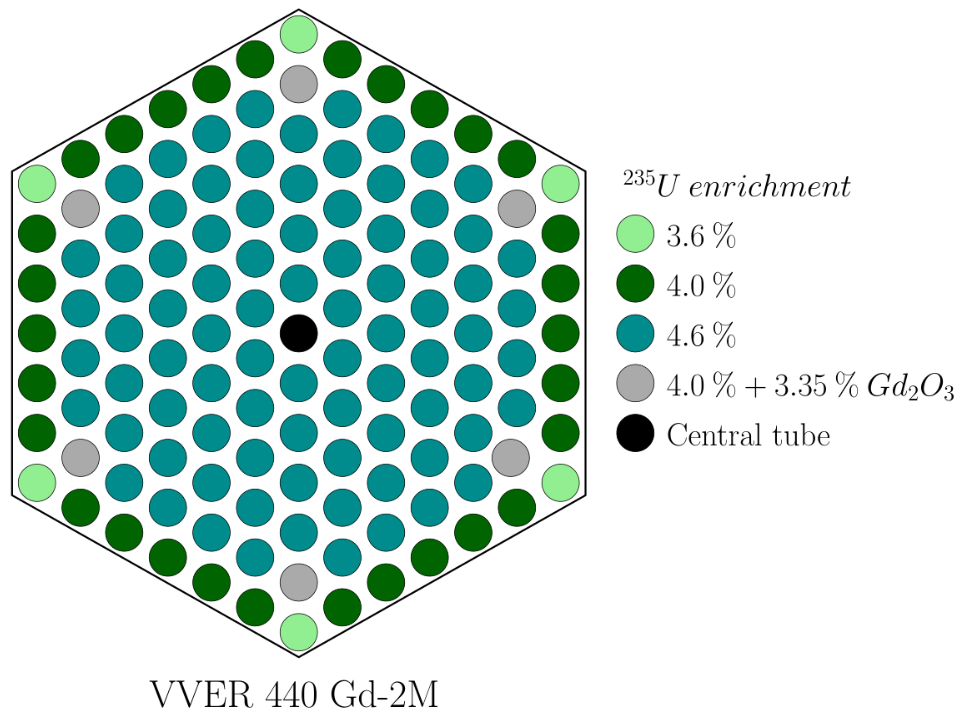 ²³⁵U enrichment
3.6 %
4.0 %
4.6 %
4.0 % + 3.35 % Gd₂O₃
Central tube
VVER 440 Gd-2M